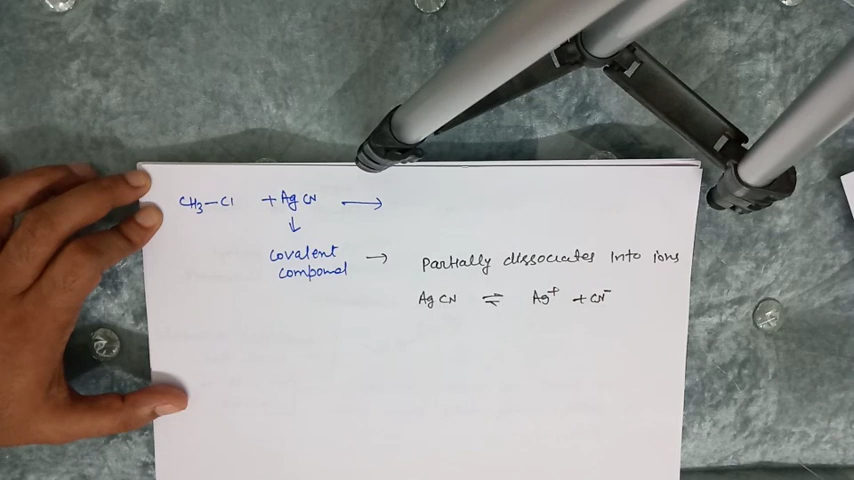 CH3-Cl + AgCN →
↓
Covalent compound → Partially dissociates into ions
AgCN ⇌ Ag+ + CN-